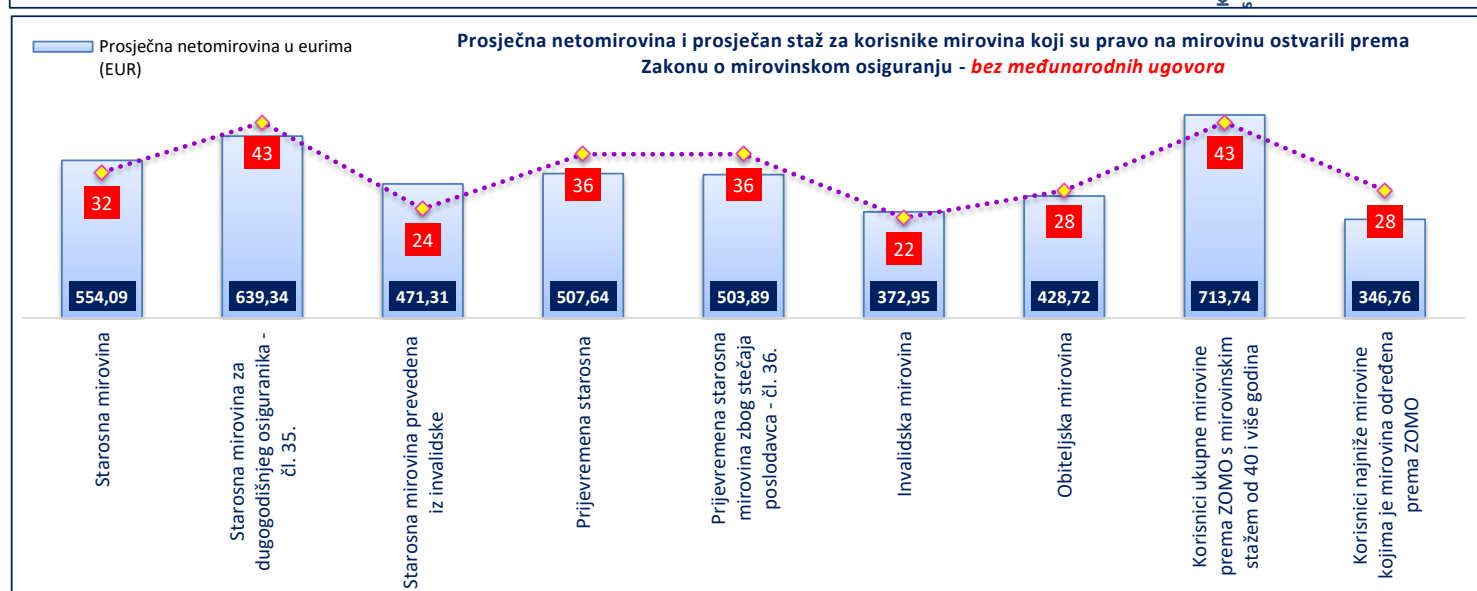 Prosječna netomirovina u eurima
(EUR)
Prosječna netomirovina i prosječan staž za korisnike mirovina koji su pravo na mirovinu ostvarili prema
Zakonu o mirovinskom osiguranju - bez međunarodnih ugovora
32
43
24
36
36
22
28
43
28
554,09
639,34
471,31
507,64
503,89
372,95
428,72
713,74
346,76
Starosna mirovina
Starosna mirovina za
dugogodišnjeg osiguranika -
čl. 35.
Starosna mirovina prevedena
iz invalidske
Prijevremena starosna
Prijevremena starosna
mirovina zbog stečaja
poslodavca - čl. 36.
Invalidska mirovina
Obiteljska mirovina
Korisnici ukupne mirovine
prema ZOMO s mirovinskim
stažem od 40 i više godina
Korisnici najniže mirovine
kojima je mirovina određena
prema ZOMO